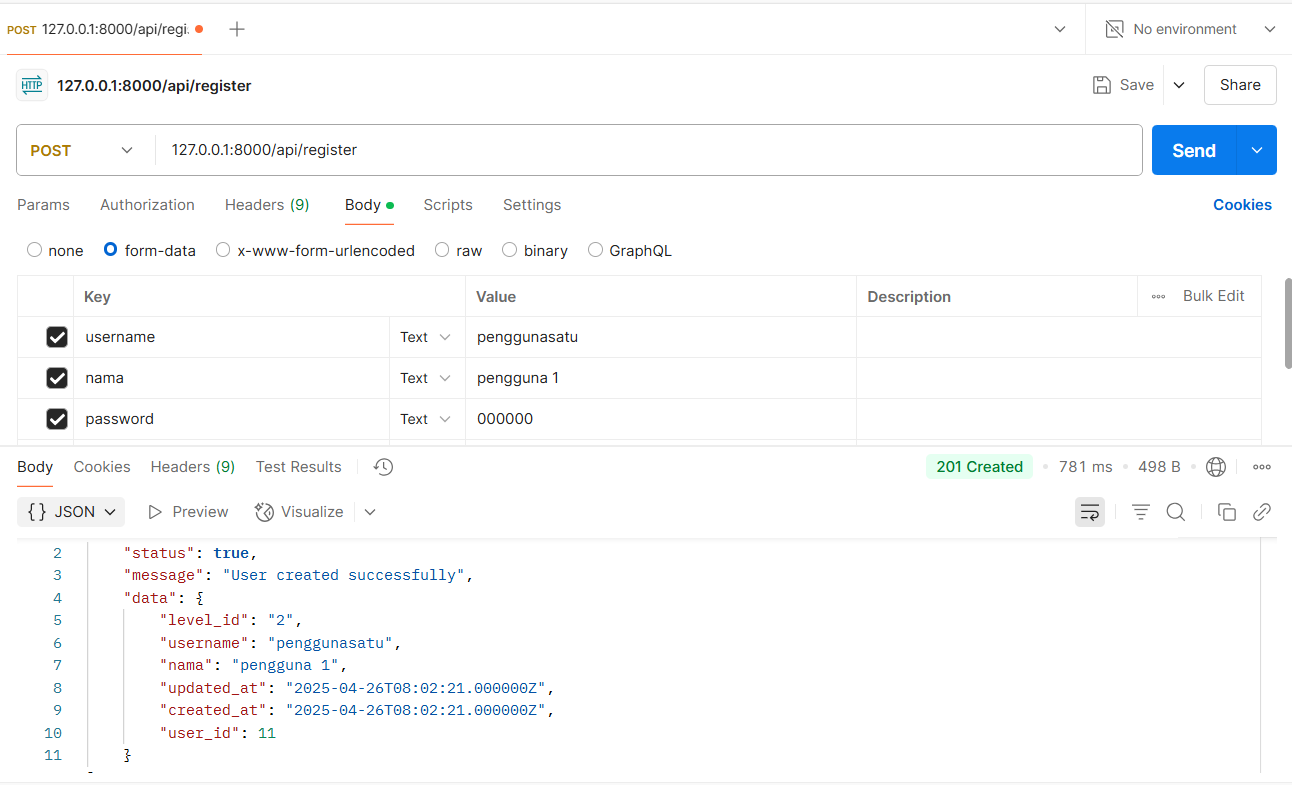 POST 127.0.0.1:8000/api/regi. No environment
HTTP 127.0.0.1:8000/api/register Save Share
POST 127.0.0.1:8000/api/register Send
Params Authorization Headers (9) Body Scripts Settings Cookies
none form-data x-www-form-urlencoded raw binary GraphQL
Key Value Description Bulk Edit
username Text penggunasatu
nama Text pengguna 1
password Text 000000
Body Cookies Headers (9) Test Results 201 Created 781 ms 498 B
{} JSON Preview Visualize
2 "status": true,
3 "message": "User created successfully",
4 "data": {
5 "level_id": "2",
6 "username": "penggunasatu",
7 "nama": "pengguna 1",
8 "updated_at": "2025-04-26T08:02:21.000000Z",
9 "created_at": "2025-04-26T08:02:21.000000Z",
10 "user_id": 11
11 }